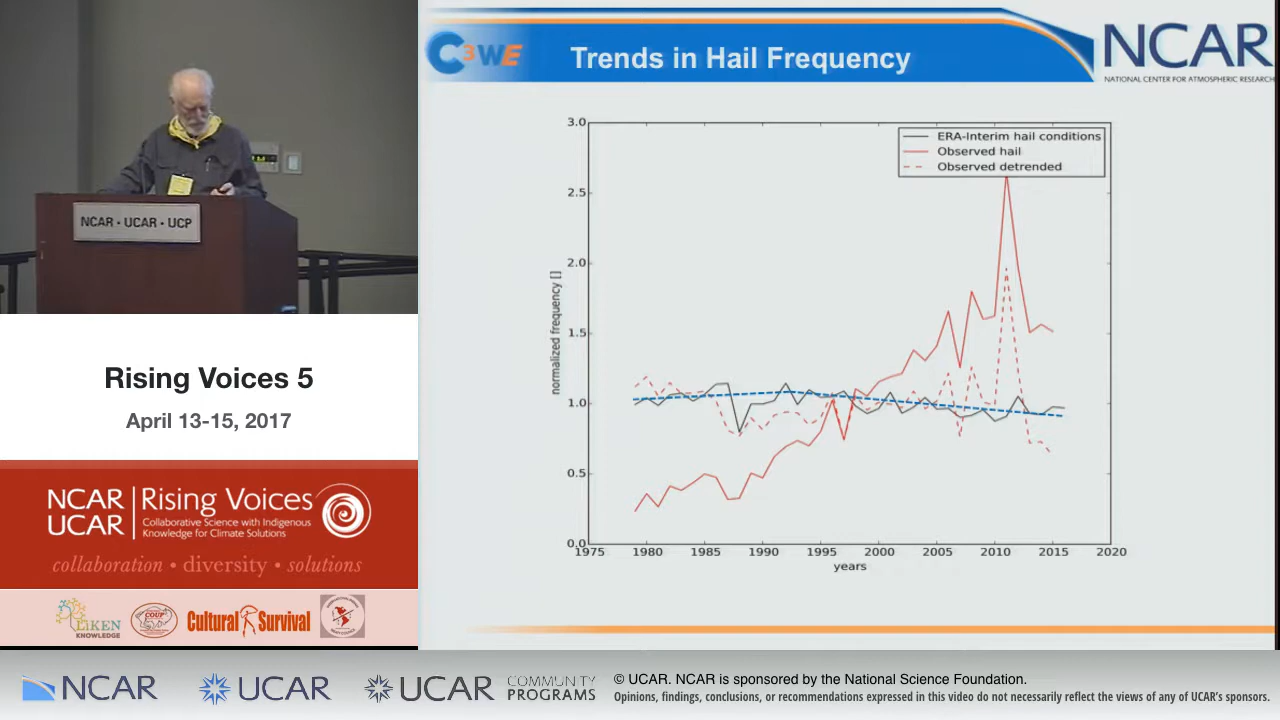 NCAR • UCAR • UCP
Rising Voices 5
April 13-15, 2017
NCAR
UCAR
Rising Voices
Collaborative Science with Indigenous
Knowledge for Climate Solutions
collaboration • diversity • solutions
LiKEN
KNOWLEDGE
COUP
Cultural Survival
C3WE
Trends in Hail Frequency
NCAR
NATIONAL CENTER FOR ATMOSPHERIC RESEARCH
ERA-Interim hail conditions
Observed hail
Observed detrended
3.0
2.5
2.0
1.5
1.0
0.5
0.0
normalized frequency []
1975 1980 1985 1990 1995 2000 2005 2010 2015 2020
years
NCAR
UCAR
UCAR
COMMUNITY
PROGRAMS
© UCAR. NCAR is sponsored by the National Science Foundation.
Opinions, findings, conclusions, or recommendations expressed in this video do not necessarily reflect the views of any of UCAR's sponsors.